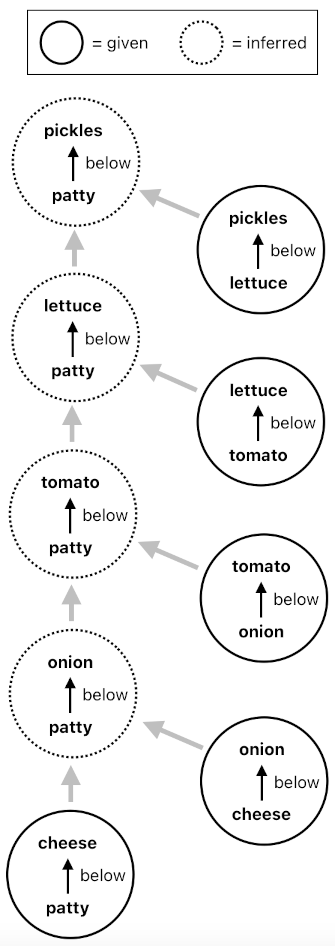 = given
= inferred
pickles
below
patty
pickles
below
lettuce
lettuce
below
patty
lettuce
below
tomato
tomato
below
patty
tomato
below
onion
onion
below
patty
onion
below
cheese
cheese
below
patty